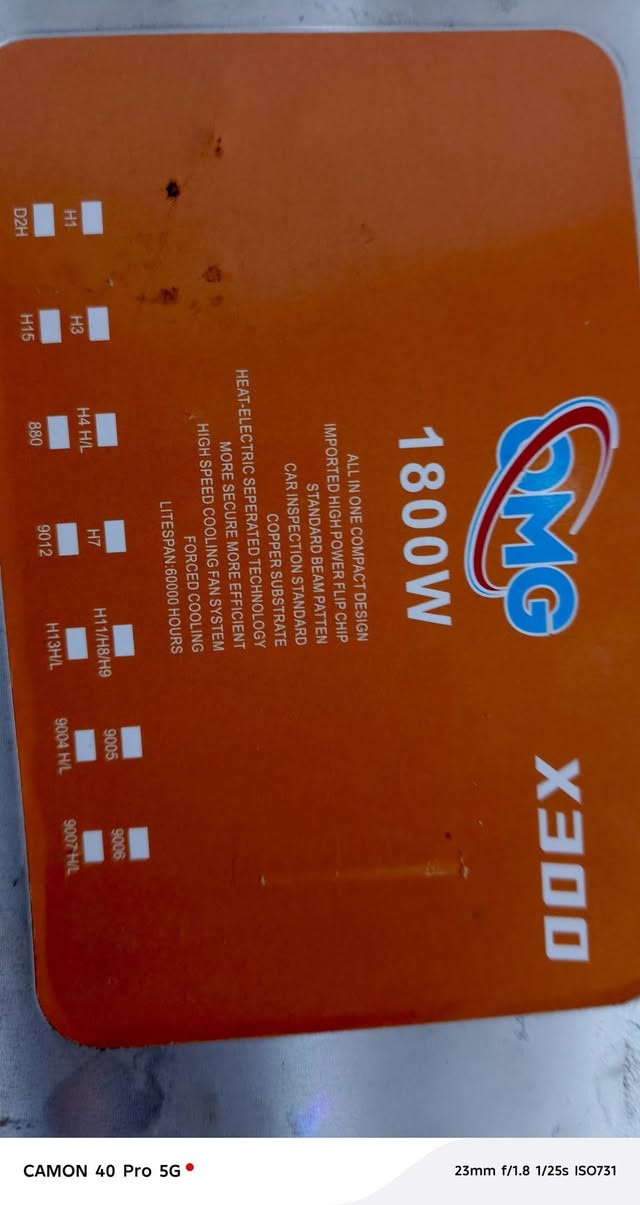 OMG
X300
1800W
ALL IN ONE COMPACT DESIGN
IMPORTED HIGH POWER FLIP CHIP
STANDARD BEAM PATTEN
CAR INSPECTION STANDARD
COPPER SUBSTRATE
HEAT-ELECTRIC SEPERATED TECHNOLOGY
MORE SECURE MORE EFFICIENT
HIGH SPEED COOLING FAN SYSTEM
FORCED COOLING
LITESPAN:60000 HOURS
H1 H3 H4 H/L H7 H11/H8/H9 9005 9006
D2H H15 880 9012 H13H/L 9004 H/L 9007 H/L
CAMON 40 Pro 5G
23mm f/1.8 1/25s ISO731